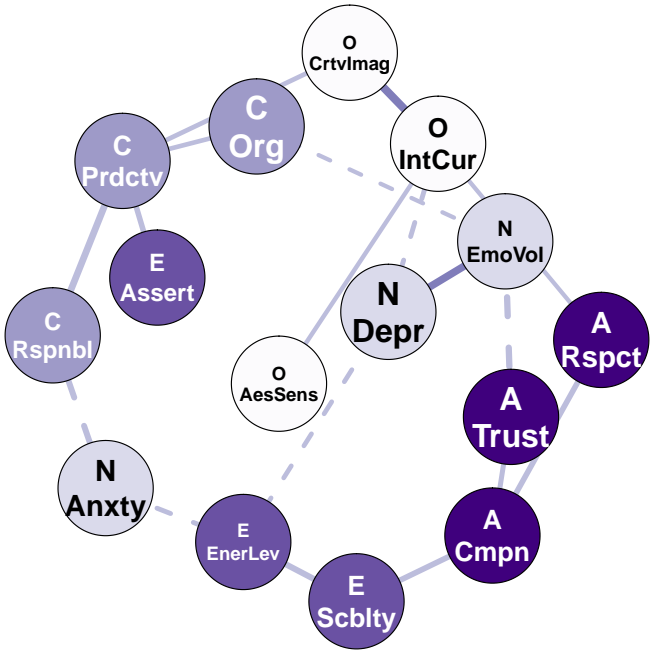 O
CrtvImag
C
Org
O
IntCur
C
Prdctv
N
EmoVol
E
Assert
N
Depr
C
Rspnbl
A
Rspct
O
AesSens
A
Trust
N
Anxty
E
EnerLev
A
Cmpn
E
Scblty